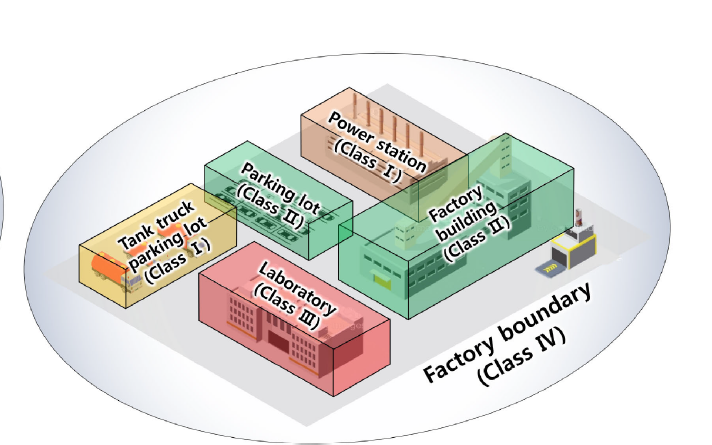 Power station
(Class Ⅰ)
Parking lot
(Class Ⅱ)
Factory
building
(Class Ⅱ)
Tank truck
parking lot
(Class Ⅰ)
Laboratory
(Class Ⅲ)
Factory boundary
(Class Ⅳ)